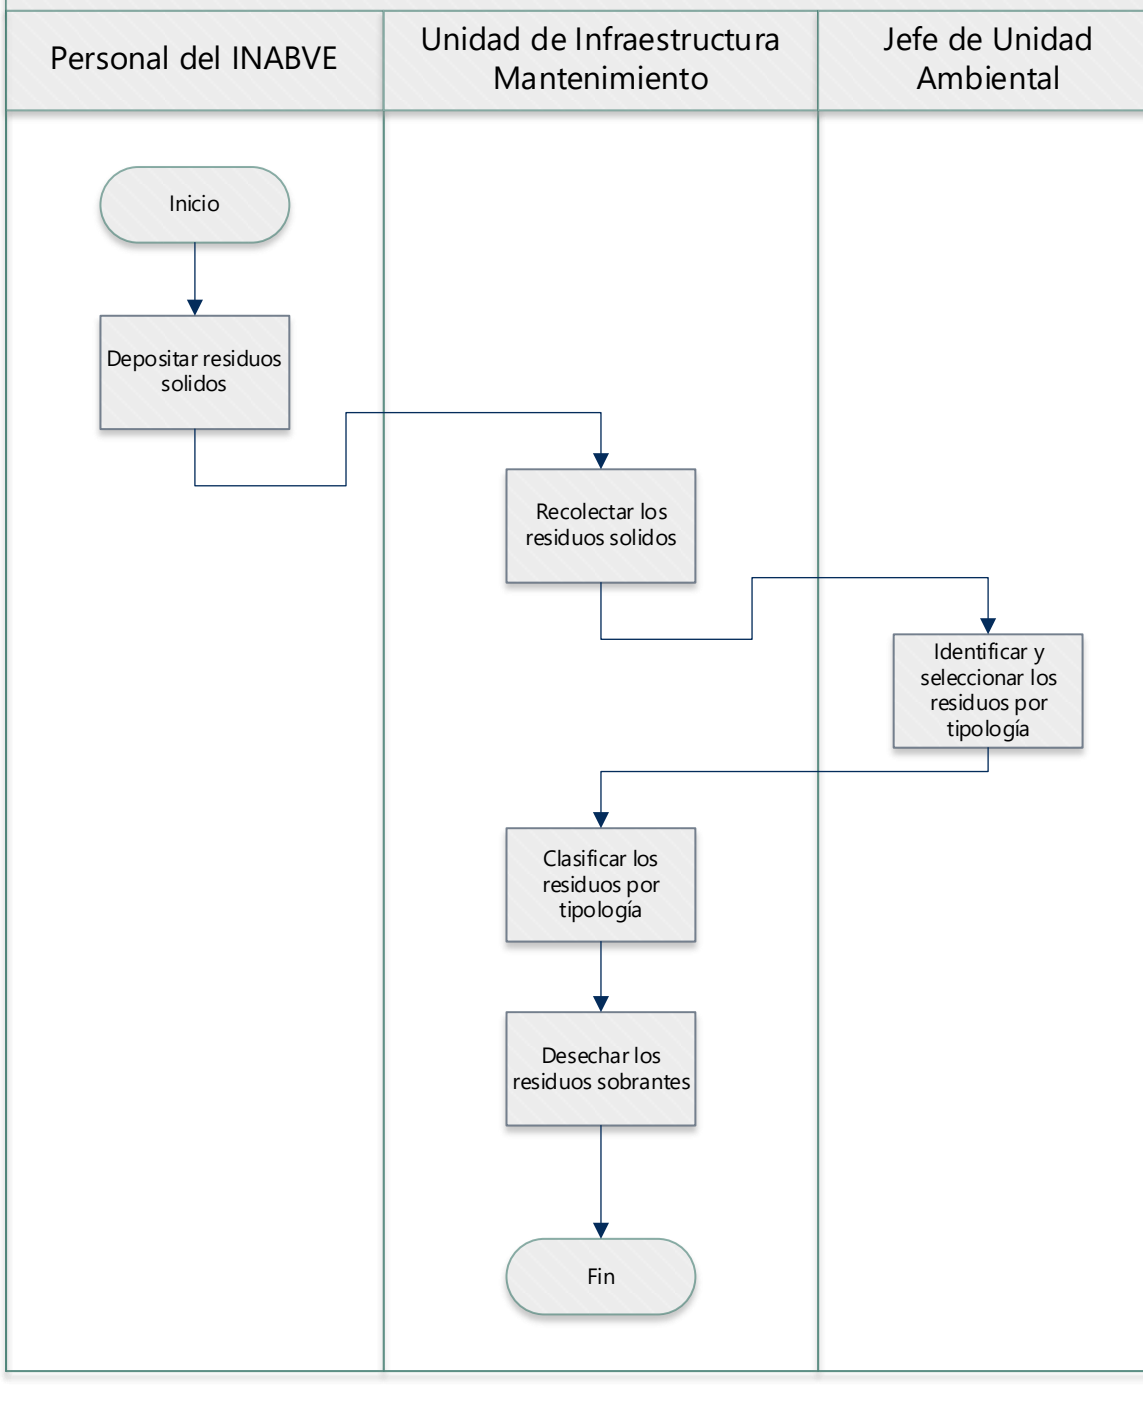 Personal del INABVE
Unidad de Infraestructura
Mantenimiento
Jefe de Unidad
Ambiental
Inicio
Depositar residuos
solidos
Recolectar los
residuos solidos
Identificar y
seleccionar los
residuos por
tipología
Clasificar los
residuos por
tipología
Desechar los
residuos sobrantes
Fin